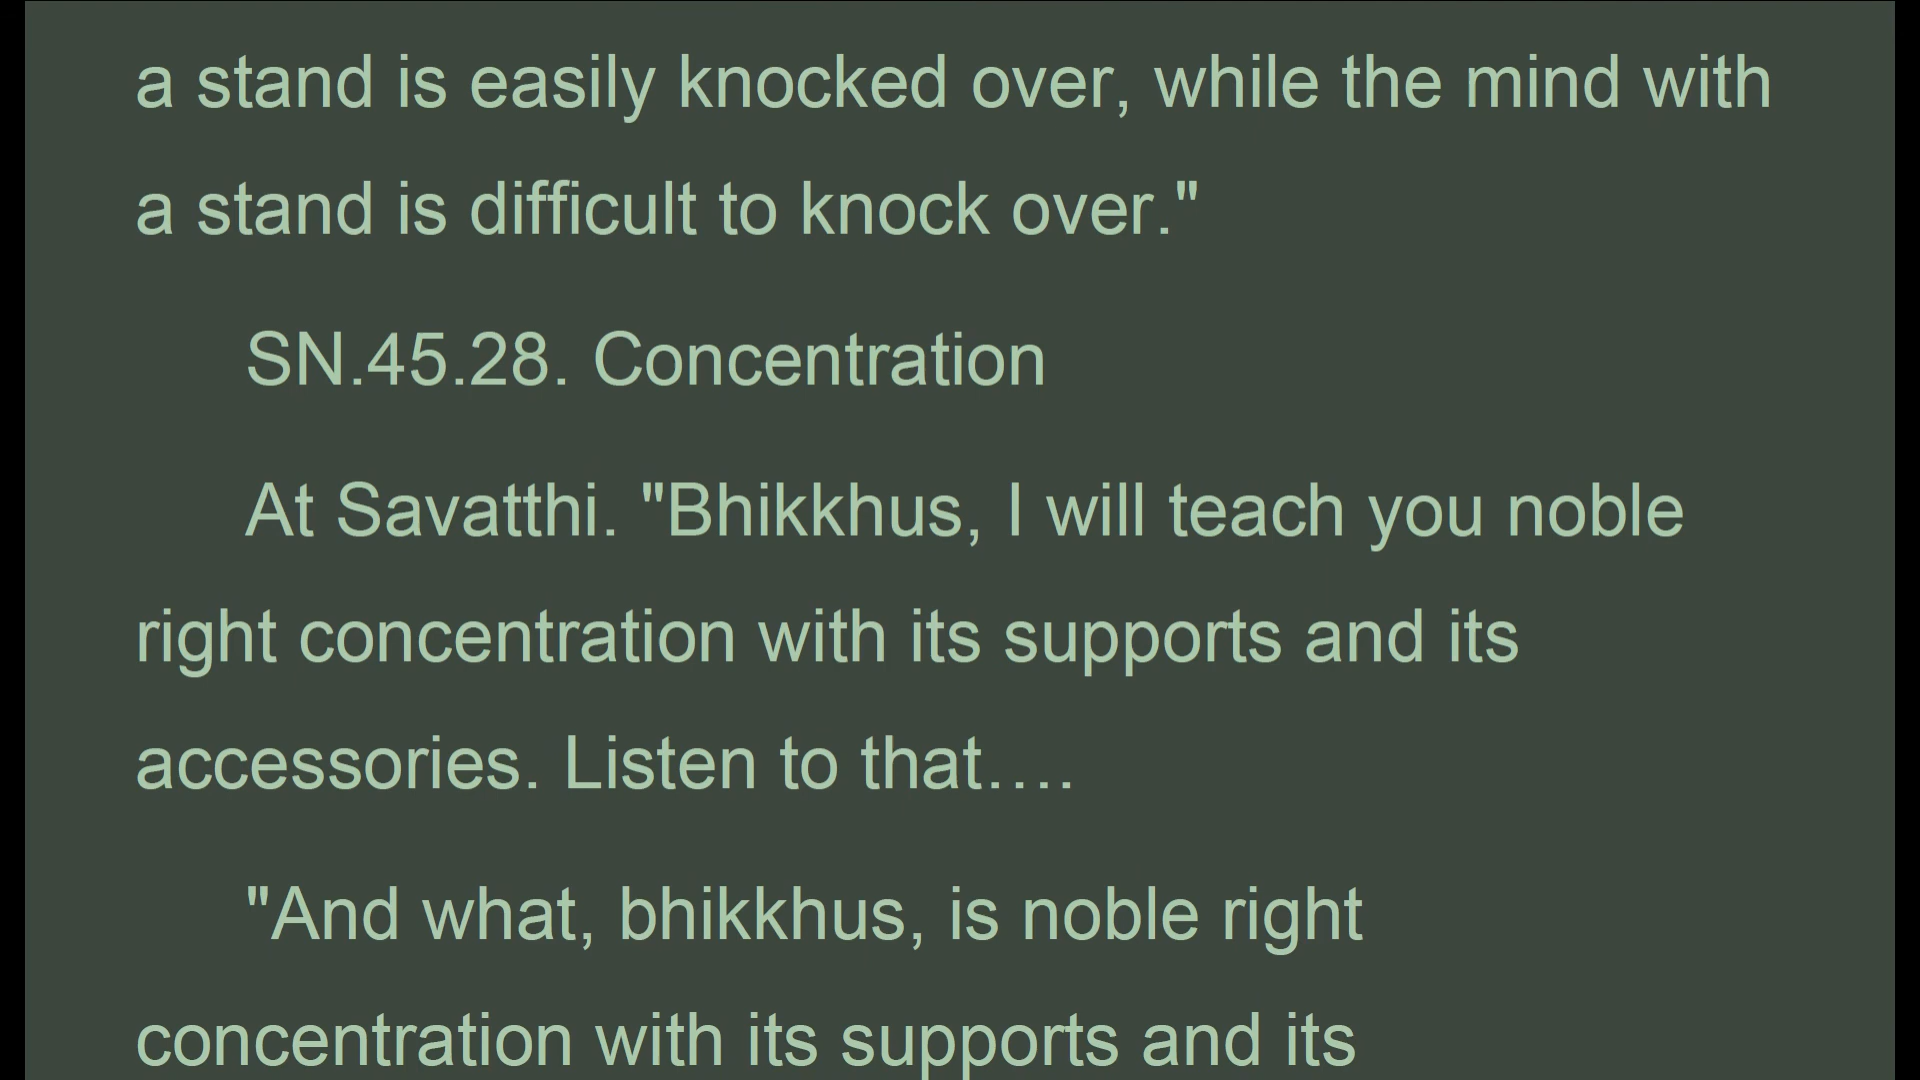 a stand is easily knocked over, while the mind with
a stand is difficult to knock over."
SN.45.28. Concentration
At Savatthi. "Bhikkhus, I will teach you noble
right concentration with its supports and its
accessories. Listen to that….
"And what, bhikkhus, is noble right
concentration with its supports and its